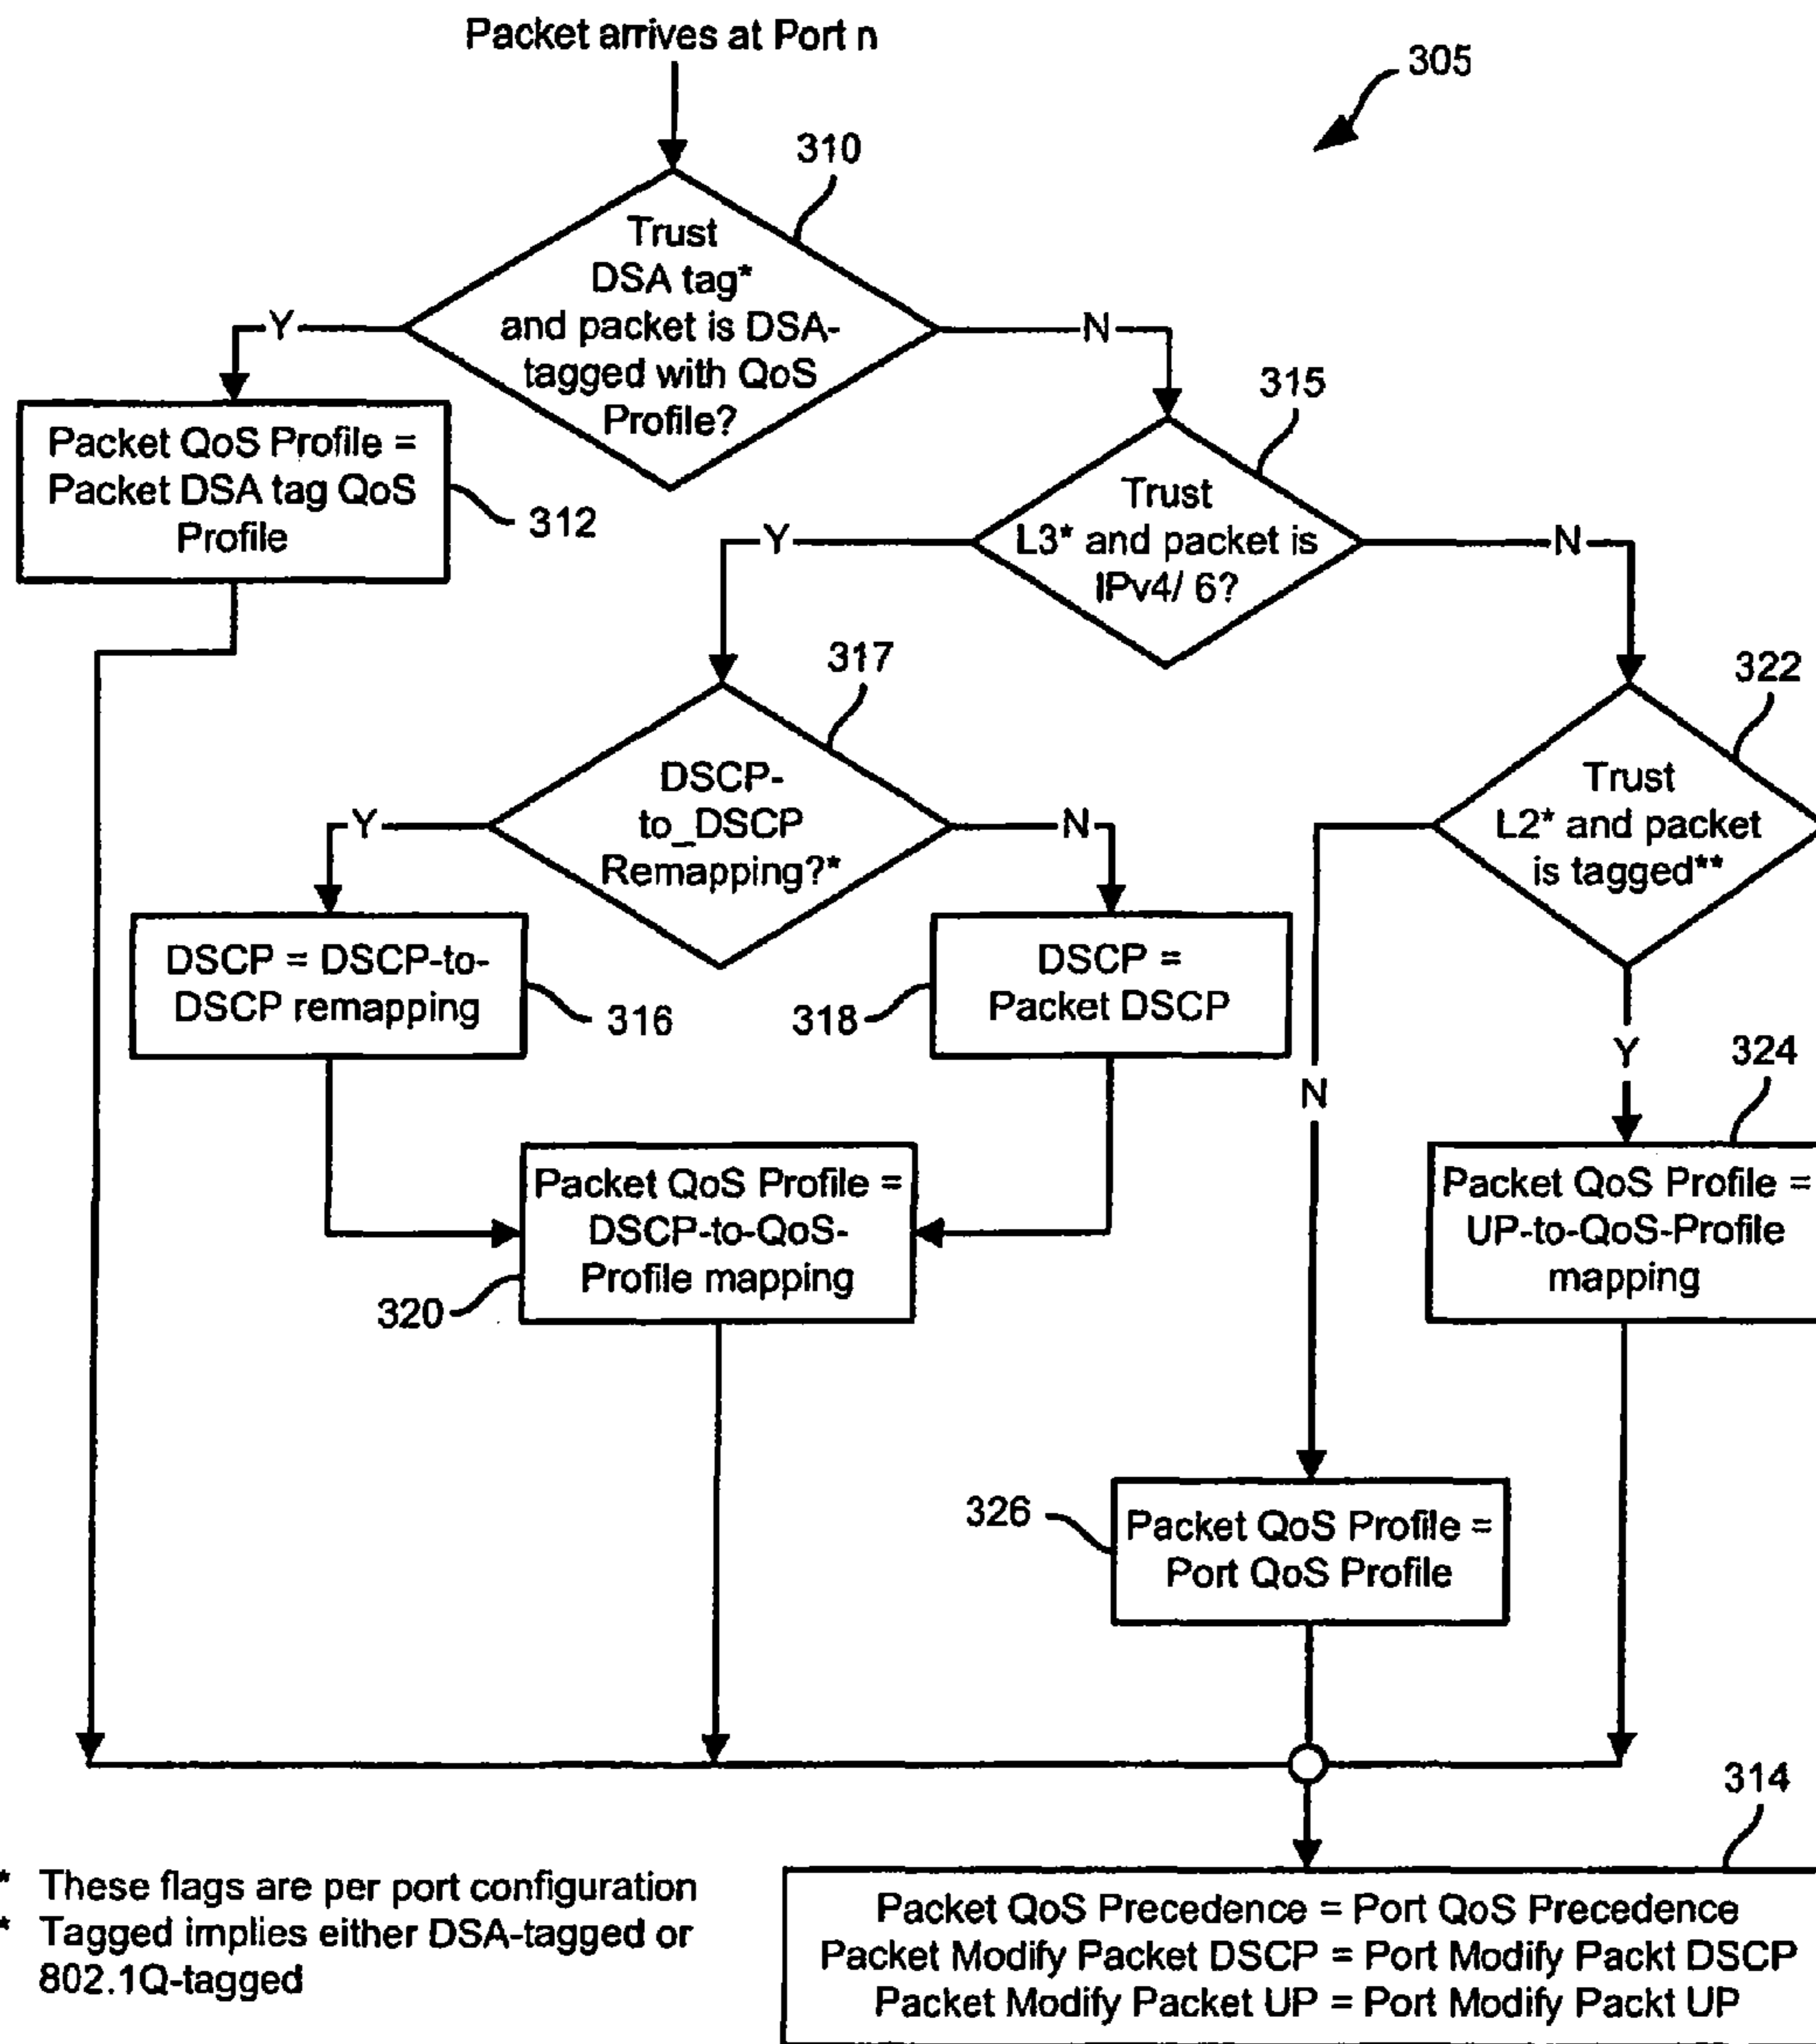 Packet arrives at Port n
305
310
Trust
DSA tag*
and packet is DSA-
tagged with QoS
Profile?
Y
N
Packet QoS Profile =
Packet DSA tag QoS
Profile
312
315
Trust
L3* and packet is
IPv4/ 6?
Y
N
317
DSCP-
to_DSCP
Remapping?*
Y
N
322
Trust
L2* and packet
is tagged**
DSCP = DSCP-to-
DSCP remapping
316
318
DSCP =
Packet DSCP
N
Y
324
Packet QoS Profile =
DSCP-to-QoS-
Profile mapping
320
Packet QoS Profile =
UP-to-QoS-Profile
mapping
326
Packet QoS Profile =
Port QoS Profile
314
* These flags are per port configuration
* Tagged implies either DSA-tagged or
802.1Q-tagged
Packet QoS Precedence = Port QoS Precedence
Packet Modify Packet DSCP = Port Modify Packt DSCP
Packet Modify Packet UP = Port Modify Packt UP